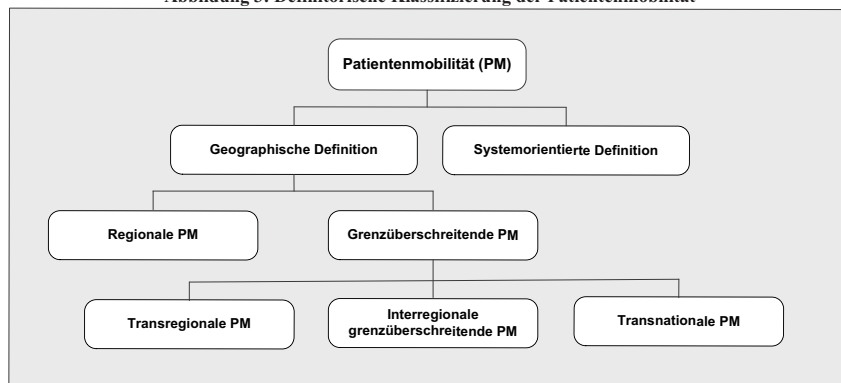 Abbildung 3: Definitorische Klassifizierung der Patientenmobilität
Patientenmobilität (PM)
Geographische Definition
Systemorientierte Definition
Regionale PM
Grenzüberschreitende PM
Transregionale PM
Interregionale
grenzüberschreitende PM
Transnationale PM